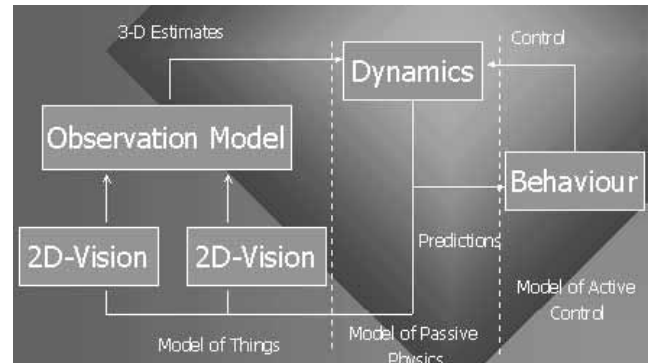 3-D Estimates
Control
Dynamics
Observation Model
Behaviour
2D-Vision
2D-Vision
Predictions
Model of Things
Model of Passive
Physics
Model of Active
Control